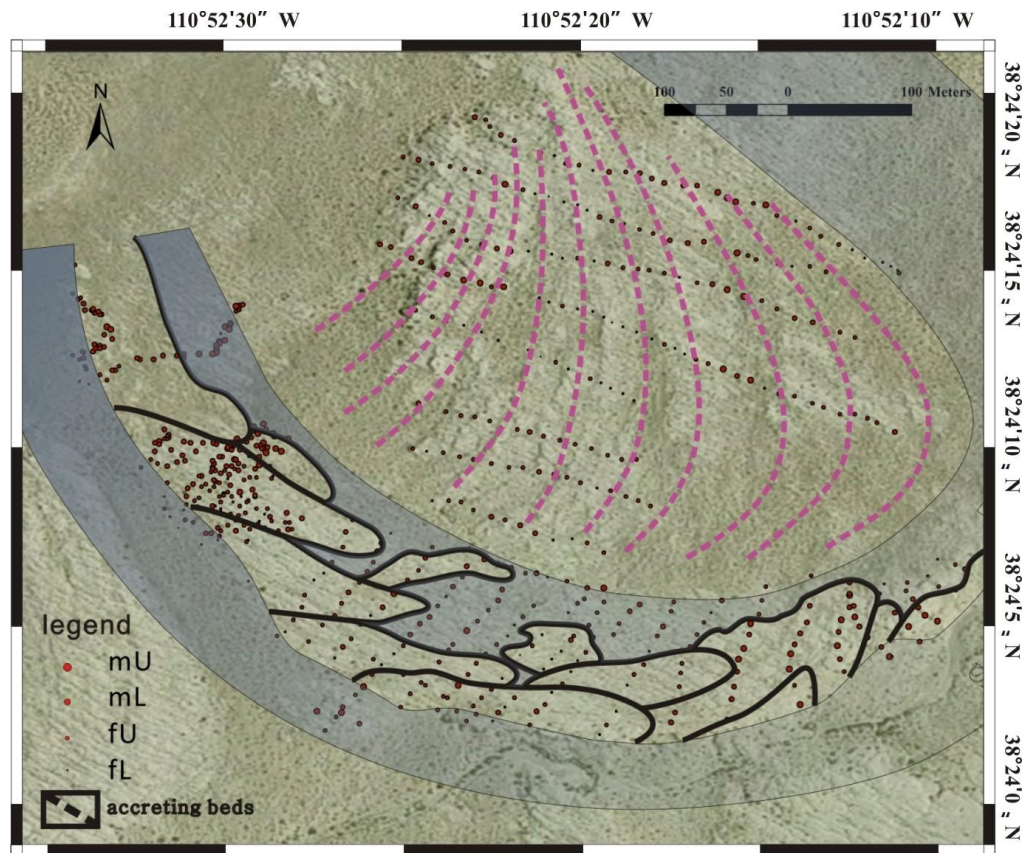 110°52'30" W
110°52'20" W
110°52'10" W
N
100 50 0 100 Meters
38°24'20" N
38°24'15" N
38°24'10" N
38°24'5" N
38°24'0" N
legend
mU
mL
fU
fL
accreting beds